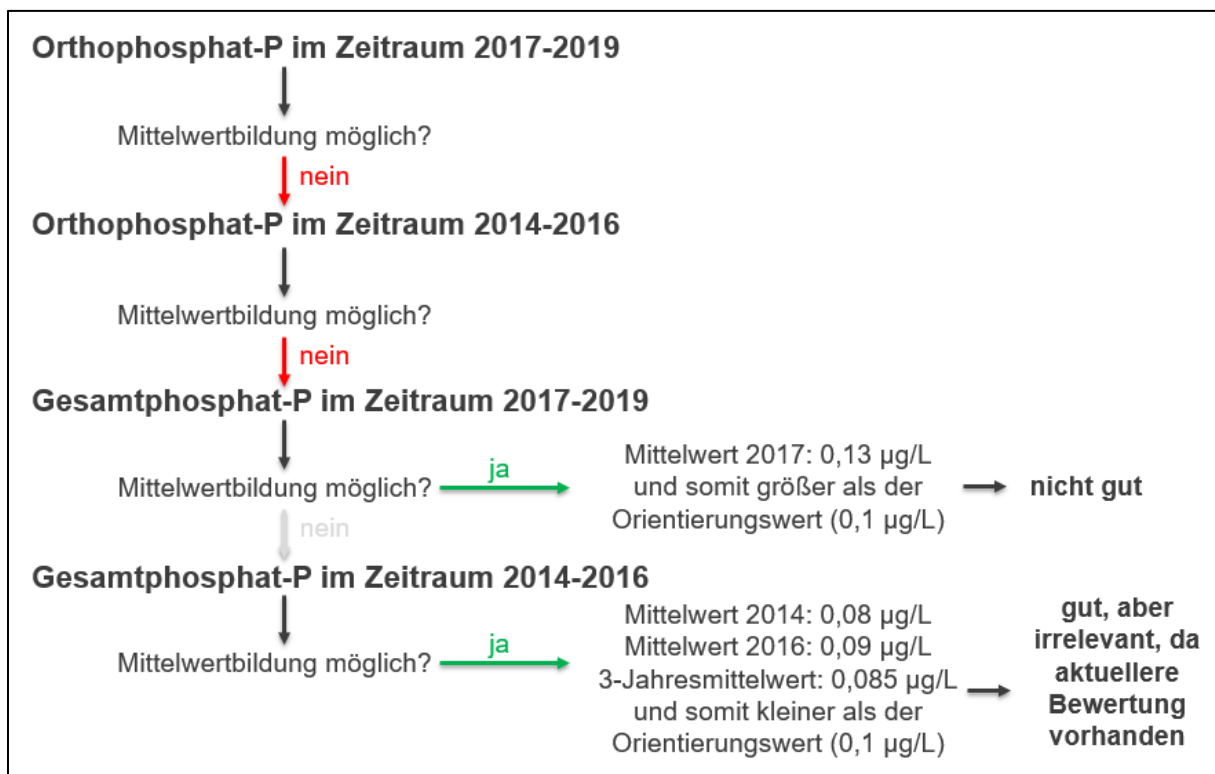 Orthophosphat-P im Zeitraum 2017-2019
Mittelwertbildung möglich?
nein
Orthophosphat-P im Zeitraum 2014-2016
Mittelwertbildung möglich?
nein
Gesamtphosphat-P im Zeitraum 2017-2019
Mittelwertbildung möglich?
ja
Mittelwert 2017: 0,13 µg/L
und somit größer als der
Orientierungswert (0,1 µg/L)
nicht gut
nein
Gesamtphosphat-P im Zeitraum 2014-2016
Mittelwertbildung möglich?
ja
Mittelwert 2014: 0,08 µg/L
Mittelwert 2016: 0,09 µg/L
3-Jahresmittelwert: 0,085 µg/L
und somit kleiner als der
Orientierungswert (0,1 µg/L)
gut, aber
irrelevant, da
aktuellere
Bewertung
vorhanden